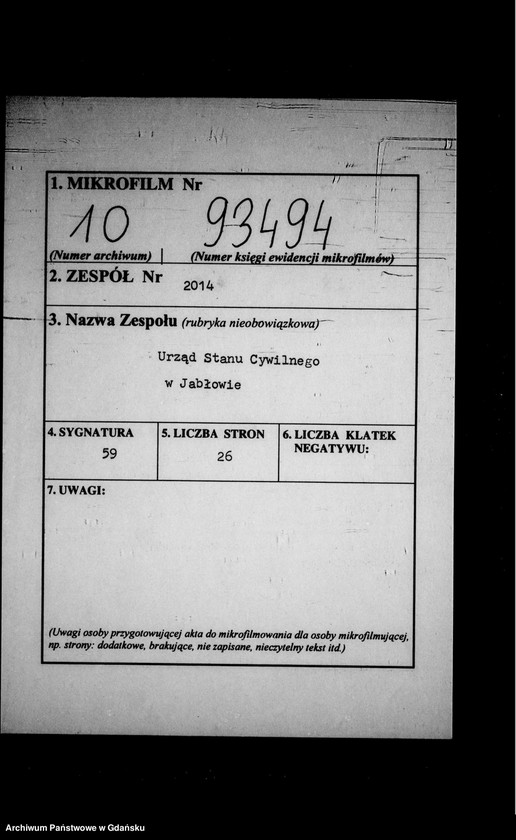 1. MIKROFILM Nr
10 93494
(Numer archiwum) (Numer księgi ewidencji mikrofilmów)
2. ZESPÓŁ Nr 2014
3. Nazwa Zespołu (rubryka nieobowiązkowa)
Urząd Stanu Cywilnego
w Jabłowie
4. SYGNATURA 5. LICZBA STRON 6. LICZBA KLATEK
NEGATYWU:
59 26
7. UWAGI:
(Uwagi osoby przygotowującej akta do mikrofilmowania dla osoby mikrofilmującej,
np. strony: dodatkowe, brakujące, nie zapisane, nieczytelny tekst itd.)
Archiwum Państwowe w Gdańsku